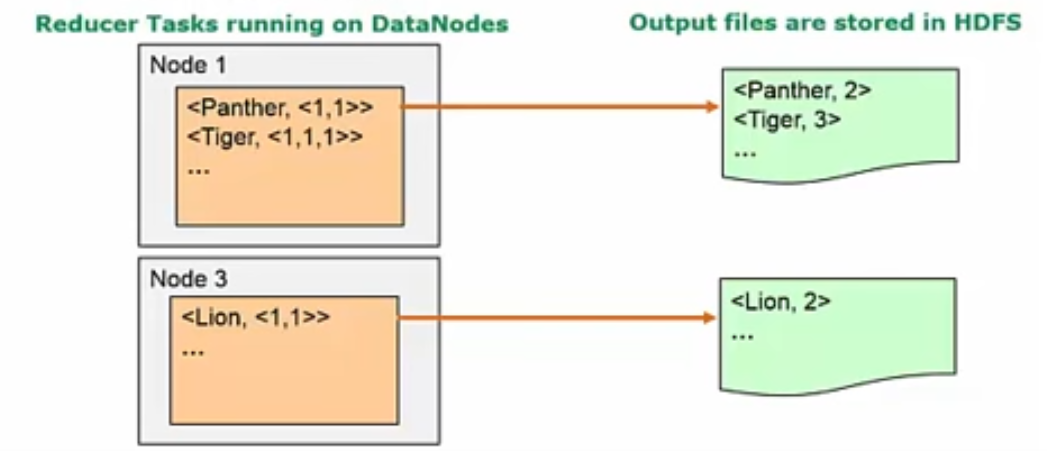 Reducer Tasks running on DataNodes
Output files are stored in HDFS
Node 1
<Panther, <1,1>>
<Tiger, <1,1,1>>
...
<Panther, 2>
<Tiger, 3>
...
Node 3
<Lion, <1,1>>
...
<Lion, 2>
...